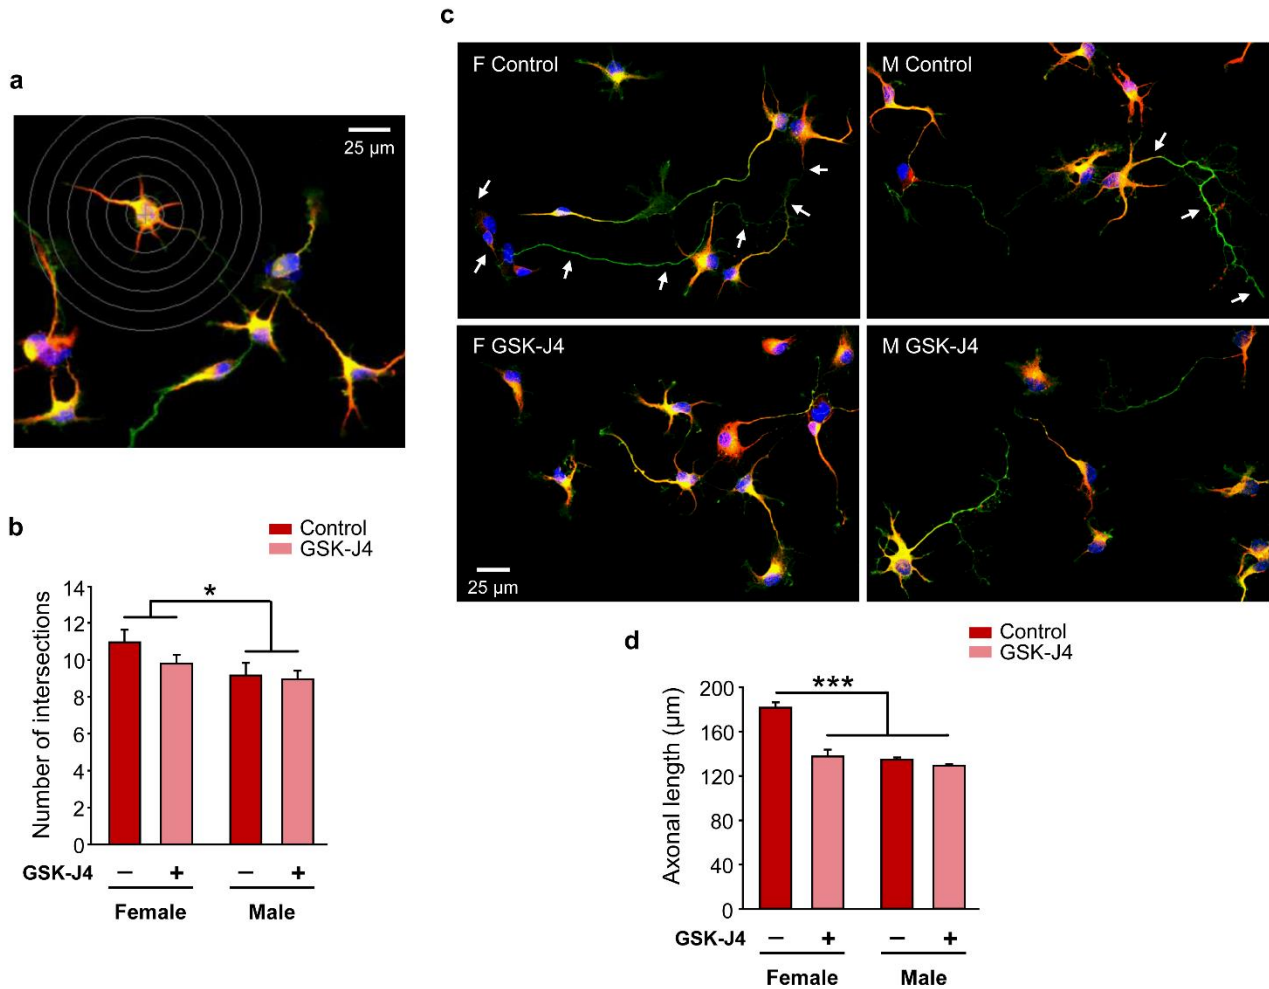 a
25 µm
b
Control
GSK-J4
Number of intersections
14
12
10
8
6
4
2
0
*
GSK-J4 – + – +
Female Male
c
F Control
M Control
F GSK-J4
M GSK-J4
25 µm
d
Control
GSK-J4
Axonal length (µm)
200
160
120
80
40
0
***
GSK-J4 – + – +
Female Male